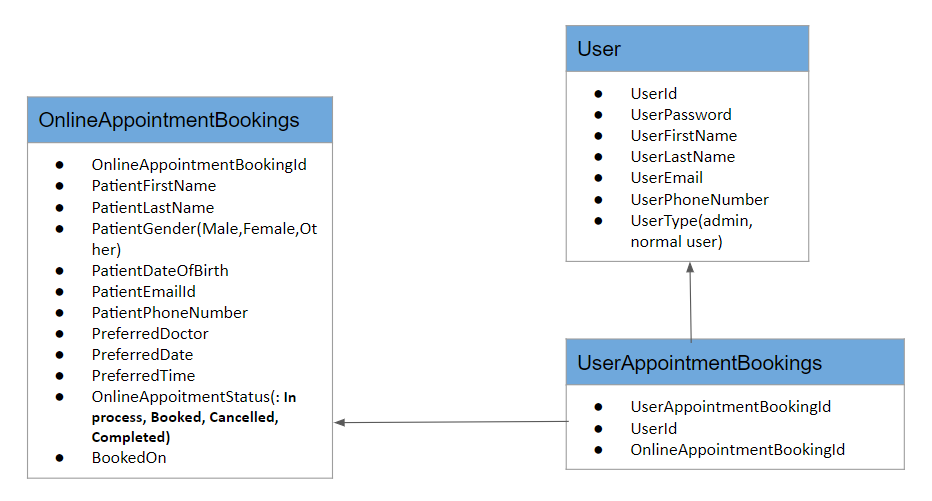 OnlineAppointmentBookings
● OnlineAppointmentBookingId
● PatientFirstName
● PatientLastName
● PatientGender(Male,Female,Ot
her)
● PatientDateOfBirth
● PatientEmailId
● PatientPhoneNumber
● PreferredDoctor
● PreferredDate
● PreferredTime
● OnlineAppoitmentStatus(: In
process, Booked, Cancelled,
Completed)
● BookedOn
User
● UserId
● UserPassword
● UserFirstName
● UserLastName
● UserEmail
● UserPhoneNumber
● UserType(admin,
normal user)
UserAppointmentBookings
● UserAppointmentBookingId
● UserId
● OnlineAppointmentBookingId